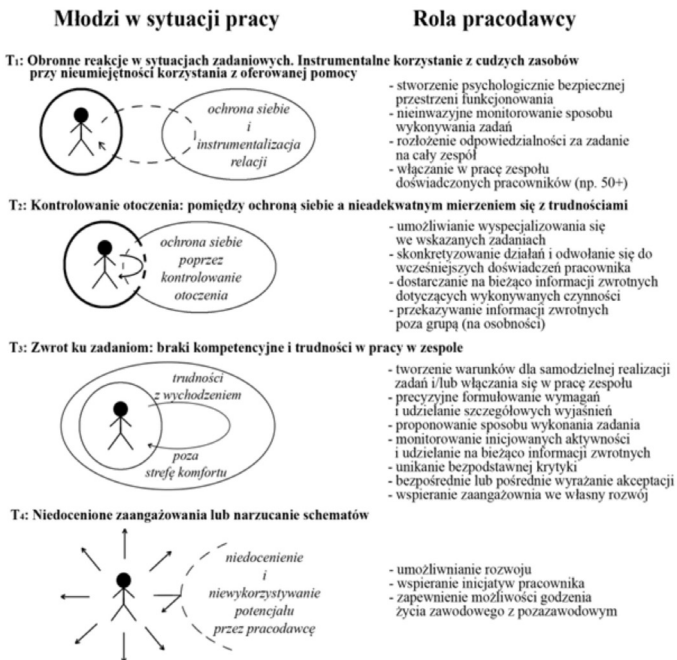 Młodzi w sytuacji pracy
Rola pracodawcy
T1: Obronne reakcje w sytuacjach zadaniowych. Instrumentalne korzystanie z cudzych zasobów
przy nieumiejętności korzystania z oferowanej pomocy
ochrona siebie
i
instrumentalizacja
relacji
- stworzenie psychologicznie bezpiecznej
przestrzeni funkcjonowania
- nieinwazyjne monitorowanie sposobu
wykonywania zadań
- rozłożenie odpowiedzialności za zadanie
na cały zespół
- włączanie w pracę zespołu
doświadczonych pracowników (np. 50+)
T2: Kontrolowanie otoczenia: pomiędzy ochroną siebie a nieadekwatnym mierzeniem się z trudnościami
ochrona siebie
poprzez
kontrolowanie
otoczenia
- umożliwianie wyspecjalizowania się
we wskazanych zadaniach
- skonkretyzowanie działań i odwołanie się do
wcześniejszych doświadczeń pracownika
- dostarczanie na bieżąco informacji zwrotnych
dotyczących wykonywanych czynności
- przekazywanie informacji zwrotnych
poza grupą (na osobności)
T3: Zwrot ku zadaniom: braki kompetencyjne i trudności w pracy w zespole
trudności
z wychodzeniem
poza
strefę komfortu
- tworzenie warunków dla samodzielnej realizacji
zadań i/lub włączania się w pracę zespołu
- precyzyjne formułowanie wymagań
i udzielanie szczegółowych wyjaśnień
- proponowanie sposobu wykonania zadania
- monitorowanie inicjowanych aktywności
i udzielanie na bieżąco informacji zwrotnych
- unikanie bezpodstawnej krytyki
- bezpośrednie lub pośrednie wyrażanie akceptacji
- wspieranie zaangażownia we własny rozwój
T4: Niedocenione zaangażowania lub narzucanie schematów
niedocenienie
i
niewykorzystywanie
potencjału
przez pracodawcę
- umożliwnianie rozwoju
- wspieranie inicjatyw pracownika
- zapewnienie możliwości godzenia
życia zawodowego z pozazawodowym